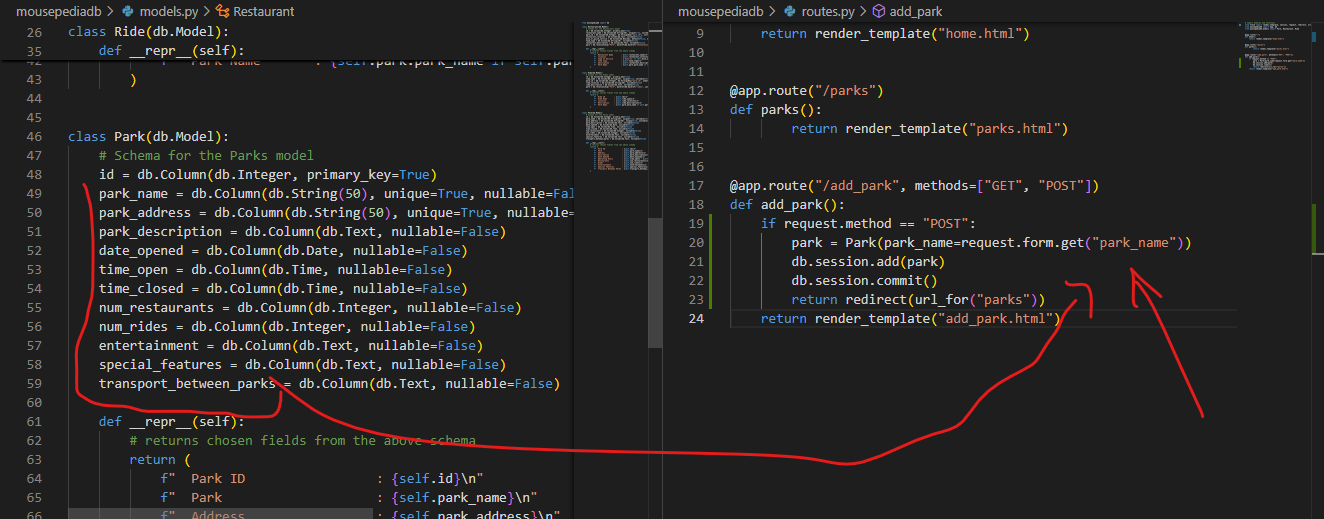 mousepediadb > models.py > Restaurant
26 class Ride(db.Model):
35 def __repr__(self):
42 f" Park Name : {self.park.park_name if self.par
43 )
44
45
46 class Park(db.Model):
47 # Schema for the Parks model
48 id = db.Column(db.Integer, primary_key=True)
49 park_name = db.Column(db.String(50), unique=True, nullable=Fal
50 park_address = db.Column(db.String(50), unique=True, nullable=
51 park_description = db.Column(db.Text, nullable=False)
52 date_opened = db.Column(db.Date, nullable=False)
53 time_open = db.Column(db.Time, nullable=False)
54 time_closed = db.Column(db.Time, nullable=False)
55 num_restaurants = db.Column(db.Integer, nullable=False)
56 num_rides = db.Column(db.Integer, nullable=False)
57 entertainment = db.Column(db.Text, nullable=False)
58 special_features = db.Column(db.Text, nullable=False)
59 transport_between_parks = db.Column(db.Text, nullable=False)
60
61 def __repr__(self):
62 # returns chosen fields from the above schema
63 return (
64 f" Park ID : {self.id}\n"
65 f" Park : {self.park_name}\n"
66 f" Address : {self.park_address}\n"
mousepediadb > routes.py > add_park
9 return render_template("home.html")
10
11
12 @app.route("/parks")
13 def parks():
14 return render_template("parks.html")
15
16
17 @app.route("/add_park", methods=["GET", "POST"])
18 def add_park():
19 if request.method == "POST":
20 park = Park(park_name=request.form.get("park_name"))
21 db.session.add(park)
22 db.session.commit()
23 return redirect(url_for("parks"))
24 return render_template("add_park.html")